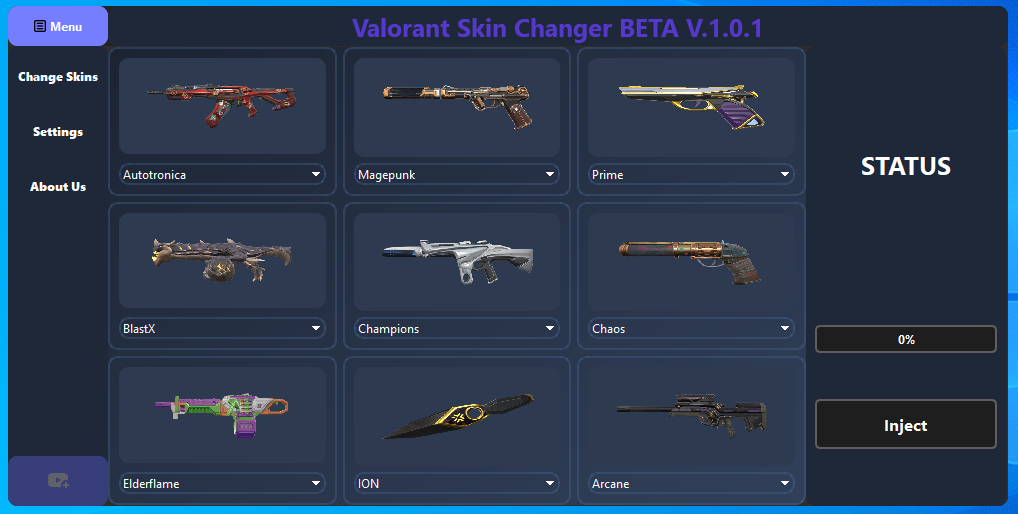 Menu
Valorant Skin Changer BETA V.1.0.1
Change Skins
Settings
About Us
Autotronica
Magepunk
Prime
BlastX
Champions
Chaos
Elderflame
ION
Arcane
STATUS
0%
Inject